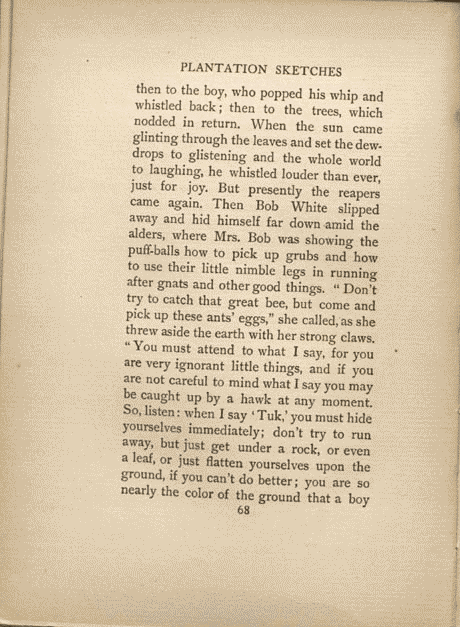 PLANTATION SKETCHES
then to the boy, who popped his whip and
whistled back; then to the trees, which
nodded in return. When the sun came
glinting through the leaves and set the dew-
drops to glistening and the whole world
to laughing, he whistled louder than ever,
just for joy. But presently the reapers
came again. Then Bob White slipped
away and hid himself far down amid the
alders, where Mrs. Bob was showing the
puff-balls how to pick up grubs and how
to use their little nimble legs in running
after gnats and other good things. "Don't
try to catch that great bee, but come and
pick up these ants' eggs," she called, as she
threw aside the earth with her strong claws.
"You must attend to what I say, for you
are very ignorant little things, and if you
are not careful to mind what I say you may
be caught up by a hawk at any moment.
So, listen: when I say 'Tuk,' you must hide
yourselves immediately; don't try to run
away, but just get under a rock, or even
a leaf, or just flatten yourselves upon the
ground, if you can't do better; you are so
nearly the color of the ground that a boy
68